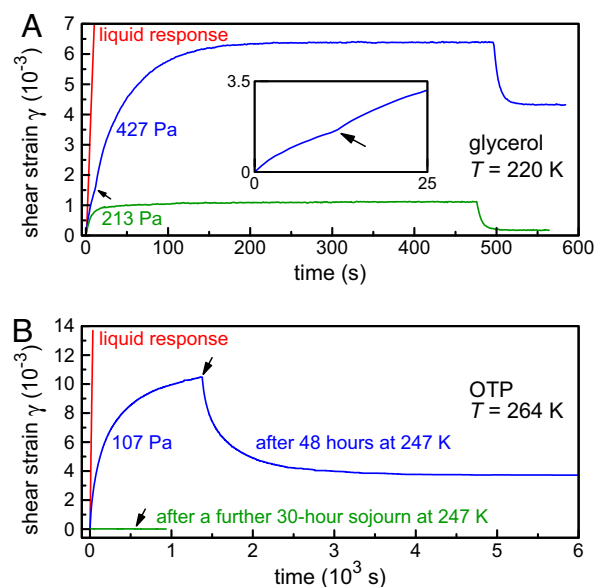 A
liquid response
427 Pa
213 Pa
glycerol
T = 220 K
3.5
0
0
25
7
6
5
4
3
2
1
0
shear strain γ (10⁻³)
0 100 200 300 400 500 600
time (s)
B
liquid response
107 Pa
OTP
T = 264 K
after 48 hours at 247 K
after a further 30-hour sojourn at 247 K
14
12
10
8
6
4
2
0
shear strain γ (10⁻³)
0 1 2 3 4 5 6
time (10³ s)